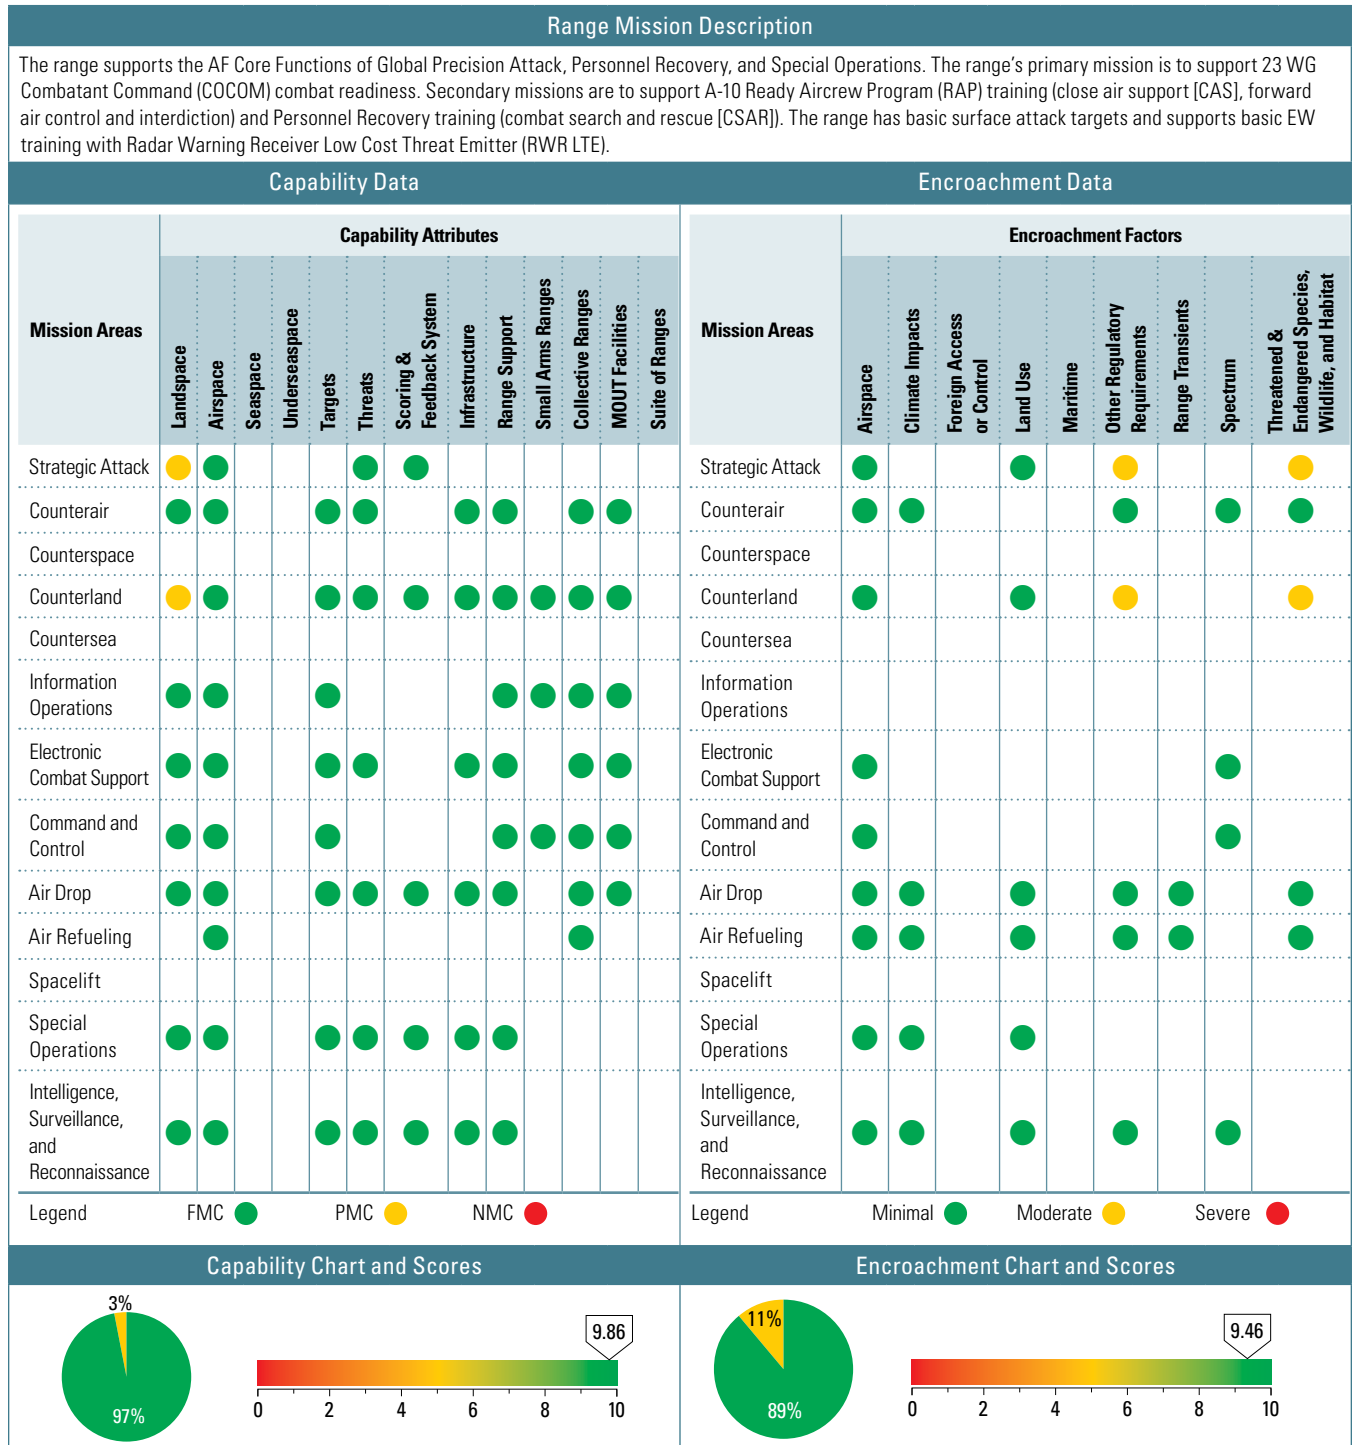 Range Mission Description
The range supports the AF Core Functions of Global Precision Attack, Personnel Recovery, and Special Operations. The range's primary mission is to support 23 WG
Combatant Command (COCOM) combat readiness. Secondary missions are to support A-10 Ready Aircrew Program (RAP) training (close air support [CAS], forward
air control and interdiction) and Personnel Recovery training (combat search and rescue [CSAR]). The range has basic surface attack targets and supports basic EW
training with Radar Warning Receiver Low Cost Threat Emitter (RWR LTE).
Capability Data
Mission Areas
Capability Attributes
Landspace
Airspace
Seaspace
Underseaspace
Targets
Threats
Scoring &
Feedback System
Infrastructure
Range Support
Small Arms Ranges
Collective Ranges
MOUT Facilities
Suite of Ranges
Strategic Attack
Counterair
Counterspace
Counterland
Countersea
Information
Operations
Electronic
Combat Support
Command and
Control
Air Drop
Air Refueling
Spacelift
Special
Operations
Intelligence,
Surveillance,
and
Reconnaissance
Legend FMC PMC NMC
Encroachment Data
Mission Areas
Encroachment Factors
Airspace
Climate Impacts
Foreign Access
or Control
Land Use
Maritime
Other Regulatory
Requirements
Range Transients
Spectrum
Threatened &
Endangered Species,
Wildlife, and Habitat
Strategic Attack
Counterair
Counterspace
Counterland
Countersea
Information
Operations
Electronic
Combat Support
Command and
Control
Air Drop
Air Refueling
Spacelift
Special
Operations
Intelligence,
Surveillance,
and
Reconnaissance
Legend Minimal Moderate Severe
Capability Chart and Scores
3%
97%
9.86
0 2 4 6 8 10
Encroachment Chart and Scores
11%
89%
9.46
0 2 4 6 8 10